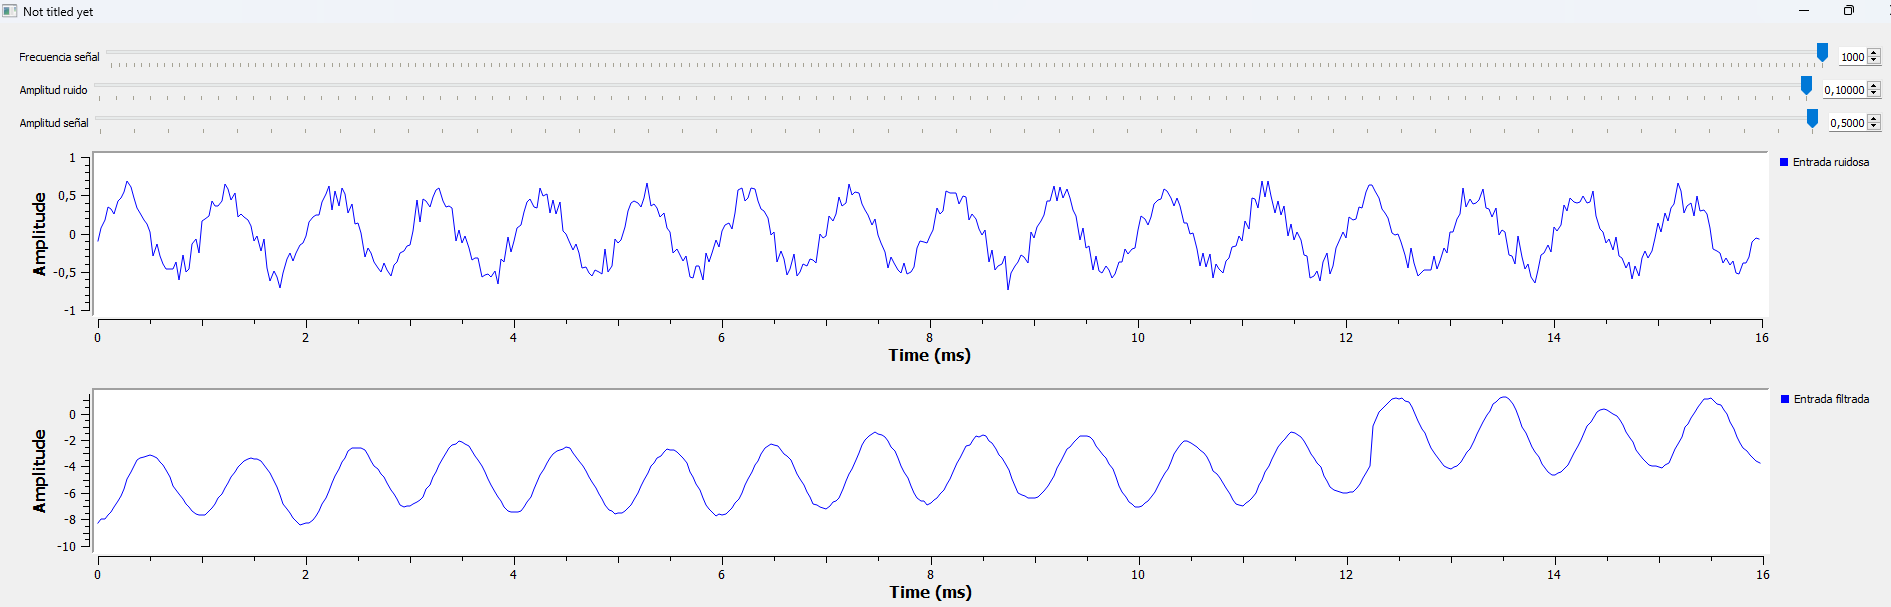 Not titled yet
Frecuencia señal 1000
Amplitud ruido 0,10000
Amplitud señal 0,5000
Entrada ruidosa
Amplitude
1
0,5
0
-0,5
-1
0 2 4 6 8 10 12 14 16
Time (ms)
Entrada filtrada
Amplitude
0
-2
-4
-6
-8
-10
0 2 4 6 8 10 12 14 16
Time (ms)